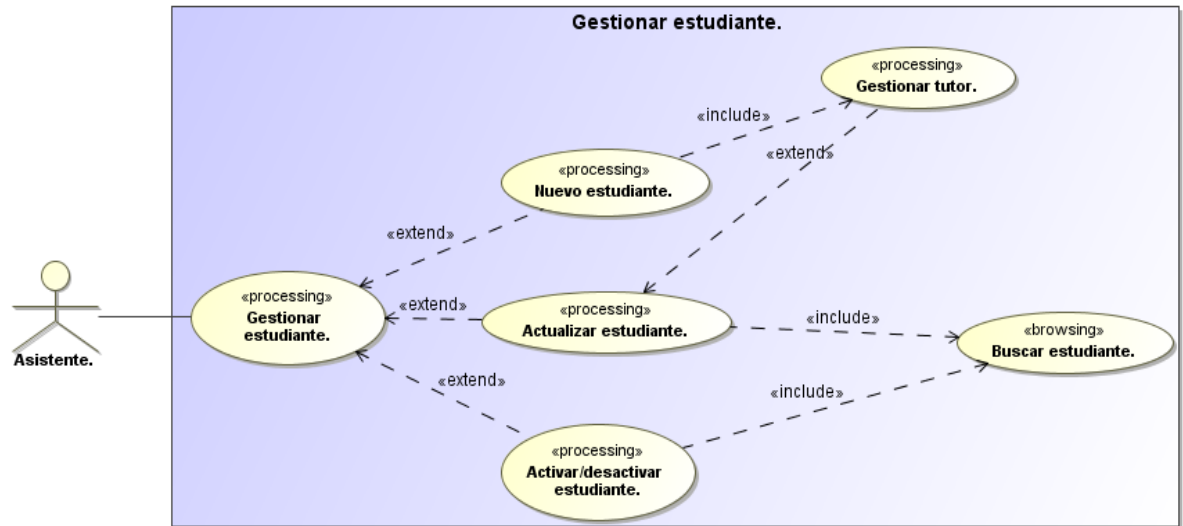 Gestionar estudiante.
«processing»
Gestionar tutor.
«include»
«extend»
«processing»
Nuevo estudiante.
«extend»
«processing»
Gestionar
estudiante.
«extend»
«processing»
Actualizar estudiante.
«include»
«browsing»
Buscar estudiante.
Asistente.
«extend»
«include»
«processing»
Activar/desactivar
estudiante.